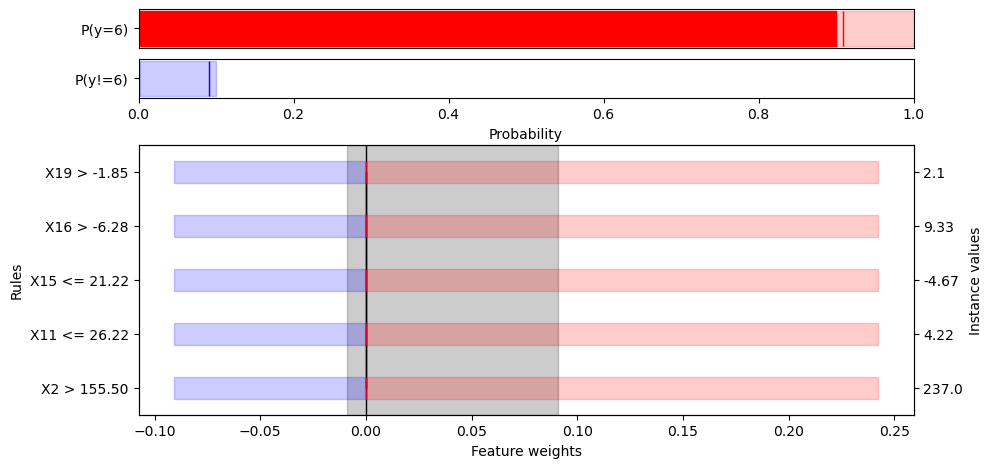 P(y=6)
P(y!=6)
0.0 0.2 0.4 0.6 0.8 1.0
Probability
X19 > -1.85 2.1
X16 > -6.28 9.33
X15 <= 21.22 -4.67
X11 <= 26.22 4.22
X2 > 155.50 237.0
Rules
Instance values
−0.10 −0.05 0.00 0.05 0.10 0.15 0.20 0.25
Feature weights